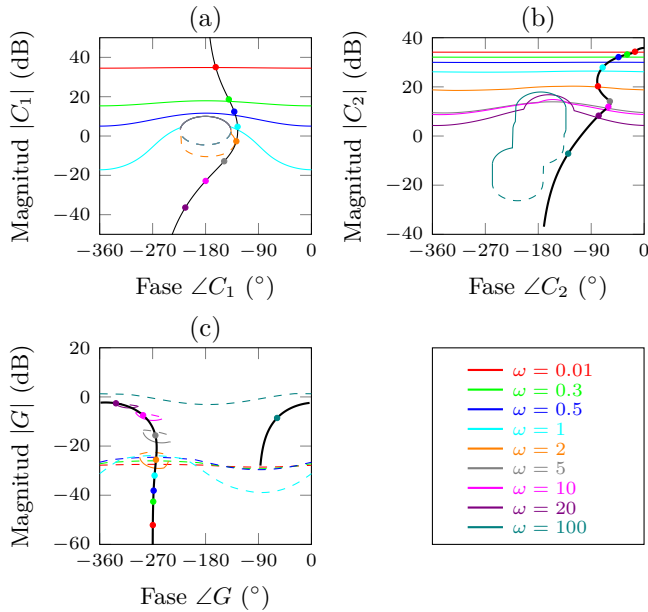 (a)
Magnitud |C₁| (dB)
40
20
0
−20
−40
−360 −270 −180 −90 0
Fase ∠C₁ (°)
(b)
Magnitud |C₂| (dB)
40
20
0
−20
−40
−360 −270 −180 −90 0
Fase ∠C₂ (°)
(c)
Magnitud |G| (dB)
20
0
−20
−40
−60
−360 −270 −180 −90 0
Fase ∠G (°)
ω = 0.01
ω = 0.3
ω = 0.5
ω = 1
ω = 2
ω = 5
ω = 10
ω = 20
ω = 100